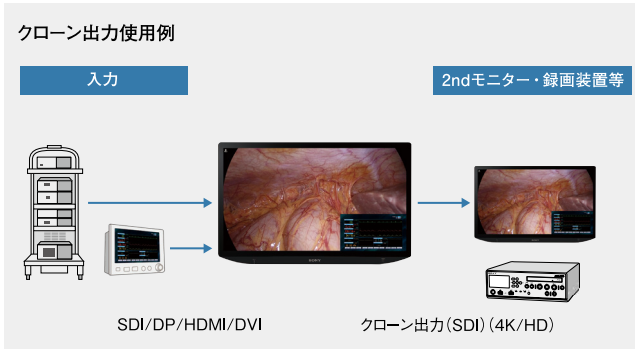 クローン出力使用例
入力
2ndモニター・録画装置等
SONY
SDI/DP/HDMI/DVI
クローン出力(SDI)(4K/HD)